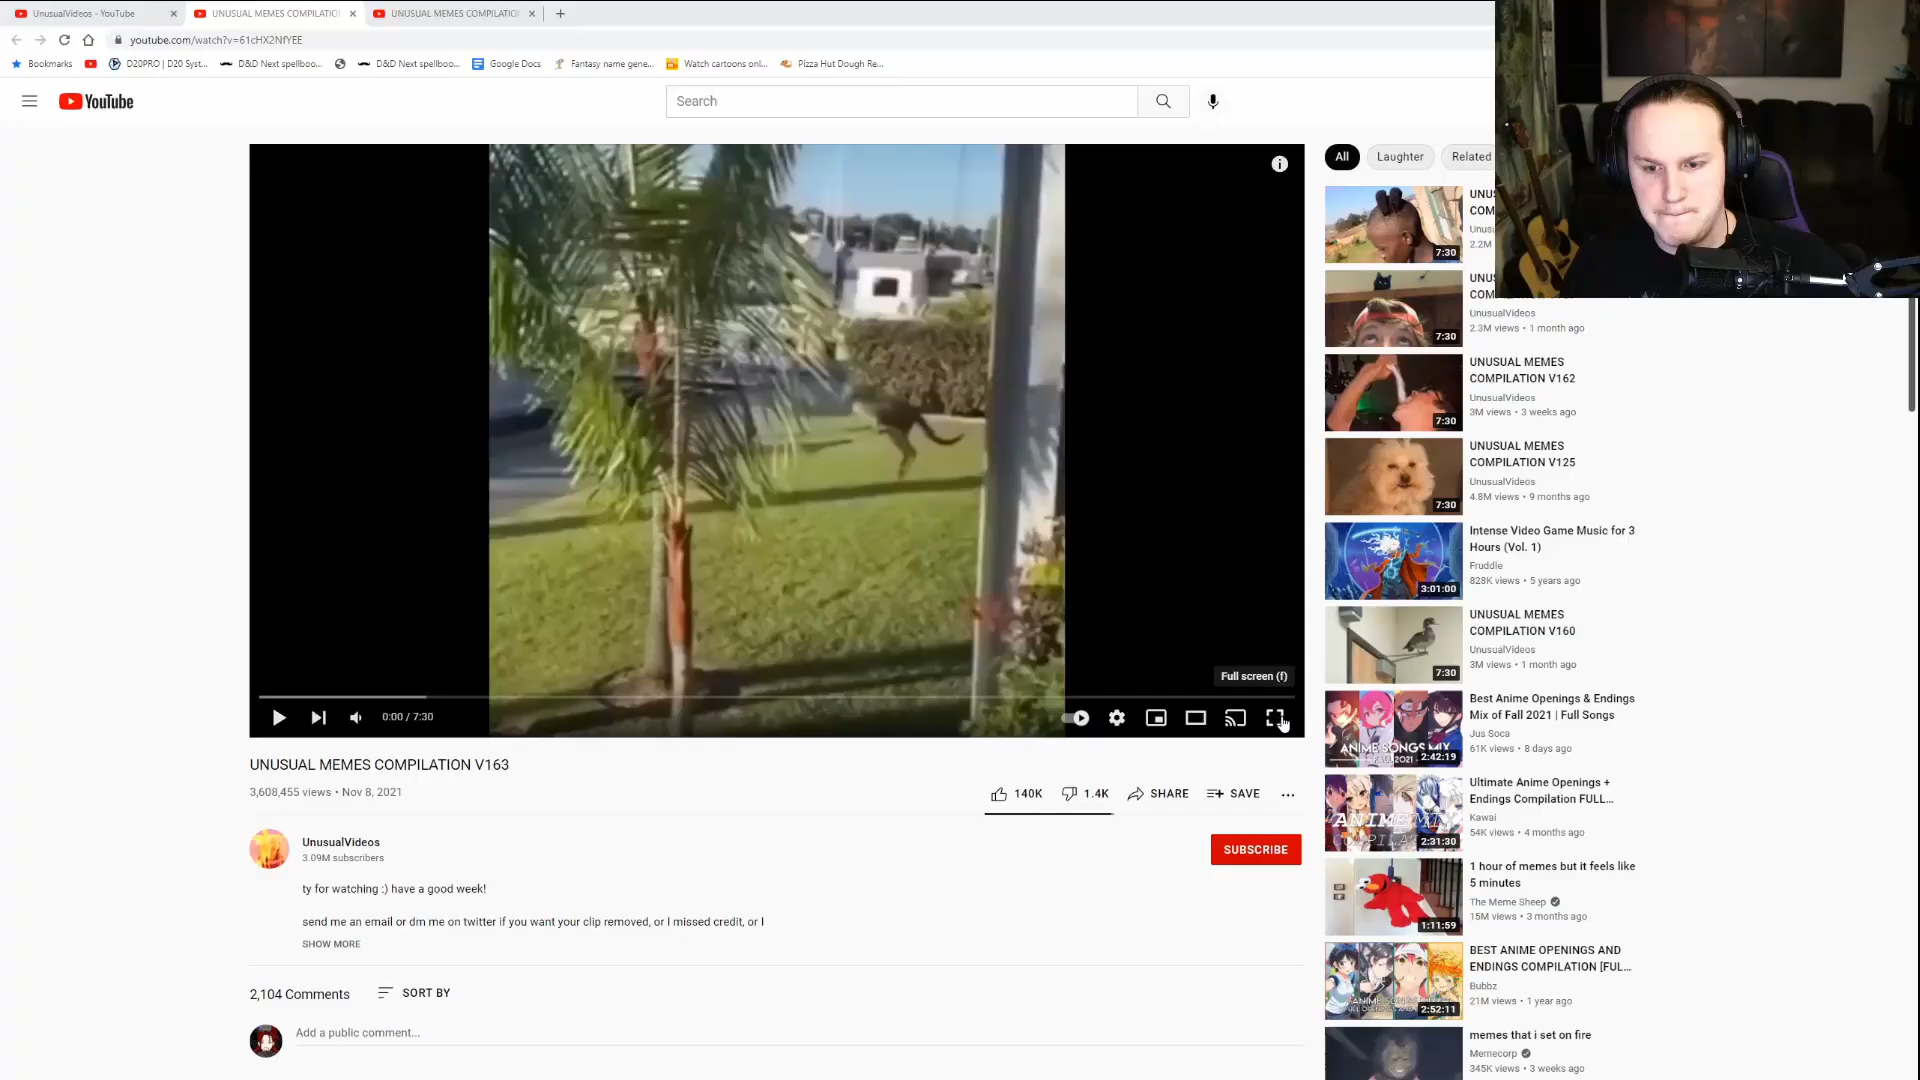 UnusualVideos - YouTube
UNUSUAL MEMES COMPILATIO
UNUSUAL MEMES COMPILATIO
youtube.com/watch?v=61cHX2NfYEE
Bookmarks
D20PRO | D20 Syst...
D&D Next spellboo...
D&D Next spellboo...
Google Docs
Fantasy name gene...
Watch cartoons onl...
Pizza Hut Dough Re...
YouTube
Search
Full screen (f)
0:00 / 7:30
UNUSUAL MEMES COMPILATION V163
3,608,455 views • Nov 8, 2021
140K
1.4K
SHARE
SAVE
UnusualVideos
3.09M subscribers
SUBSCRIBE
ty for watching :) have a good week!
send me an email or dm me on twitter if you want your clip removed, or I missed credit, or I
SHOW MORE
2,104 Comments
SORT BY
Add a public comment...
All
Laughter
Related
7:30
UNUS
COM
Unusu
2.2M
7:30
UNUS
UnusualVideos
2.3M views • 1 month ago
7:30
UNUSUAL MEMES
COMPILATION V162
UnusualVideos
3M views • 3 weeks ago
7:30
UNUSUAL MEMES
COMPILATION V125
UnusualVideos
4.8M views • 9 months ago
7:30
Intense Video Game Music for 3
Hours (Vol. 1)
Fruddle
828K views • 5 years ago
3:01:00
UNUSUAL MEMES
COMPILATION V160
UnusualVideos
3M views • 1 month ago
7:30
Best Anime Openings & Endings
Mix of Fall 2021 | Full Songs
Jus Soca
61K views • 8 days ago
ANIME SONGS MIX
2:42:19
Ultimate Anime Openings +
Endings Compilation FULL...
Kawai
54K views • 4 months ago
2:31:30
1 hour of memes but it feels like
5 minutes
The Meme Sheep
15M views • 3 months ago
1:11:59
BEST ANIME OPENINGS AND
ENDINGS COMPILATION [FUL...
Bubbz
21M views • 1 year ago
2:52:11
memes that i set on fire
Memecorp
345K views • 3 weeks ago